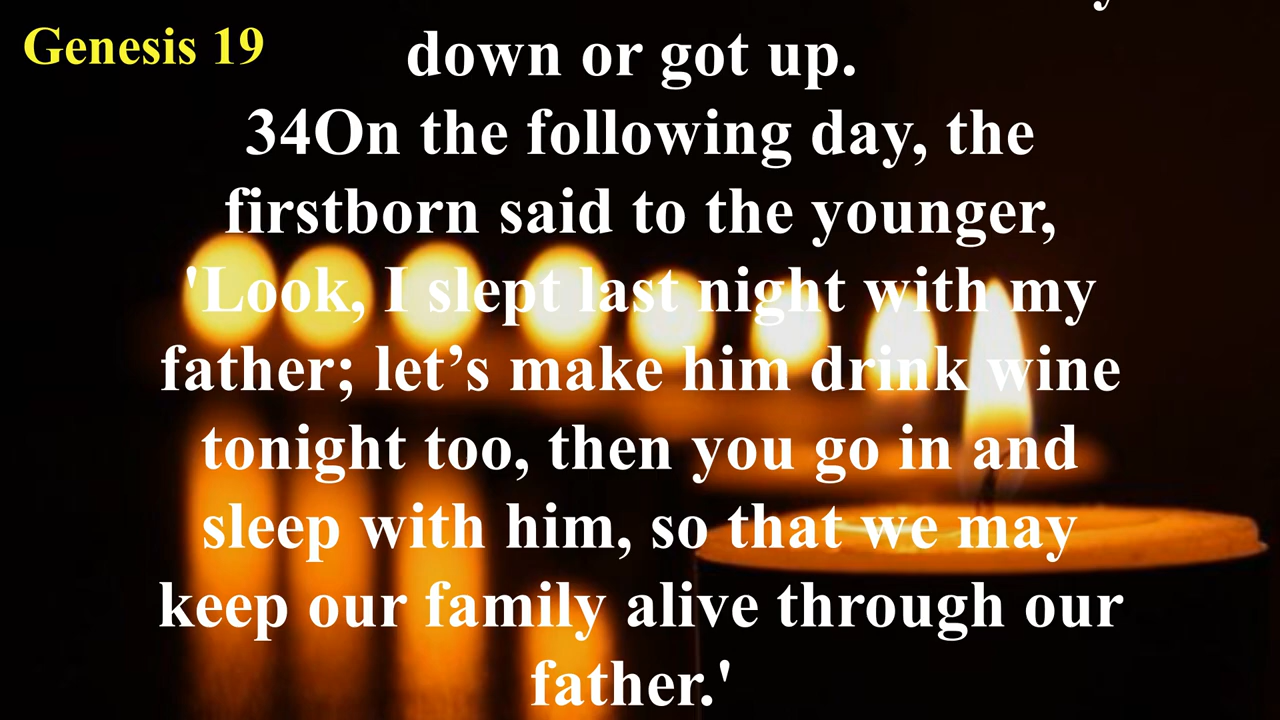 Genesis 19
down or got up.
34On the following day, the
firstborn said to the younger,
'Look, I slept last night with my
father; let’s make him drink wine
tonight too, then you go in and
sleep with him, so that we may
keep our family alive through our
father.'